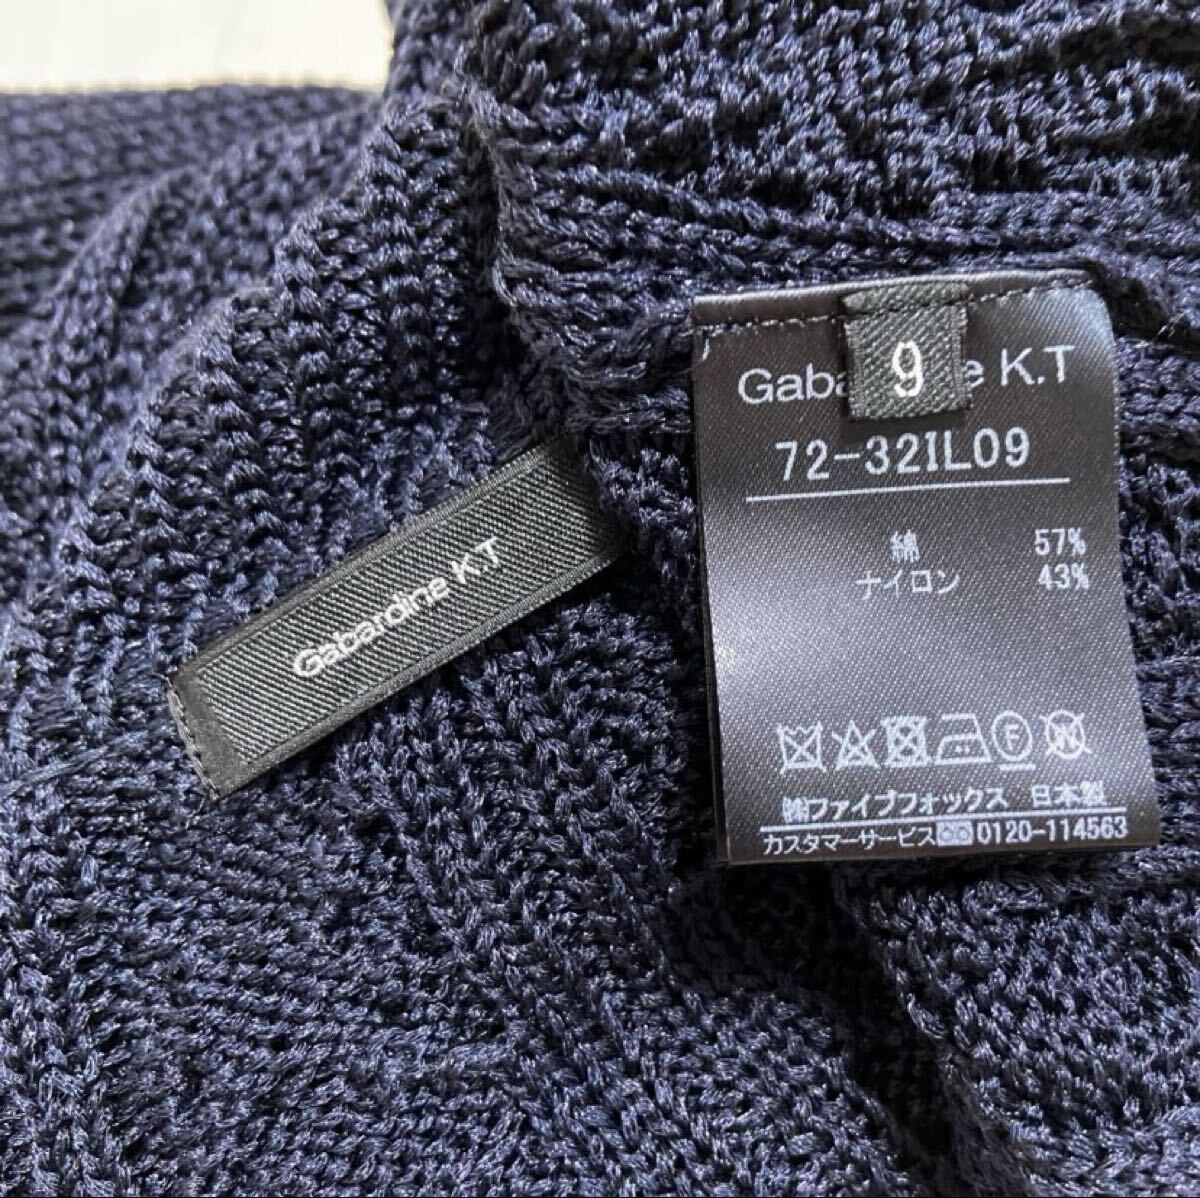 Gabardine K.T
9
Gaba e K.T
72-32IL09
綿 57%
ナイロン 43%
㈱ファイブフォックス 日本製
カスタマーサービス 0120-114563